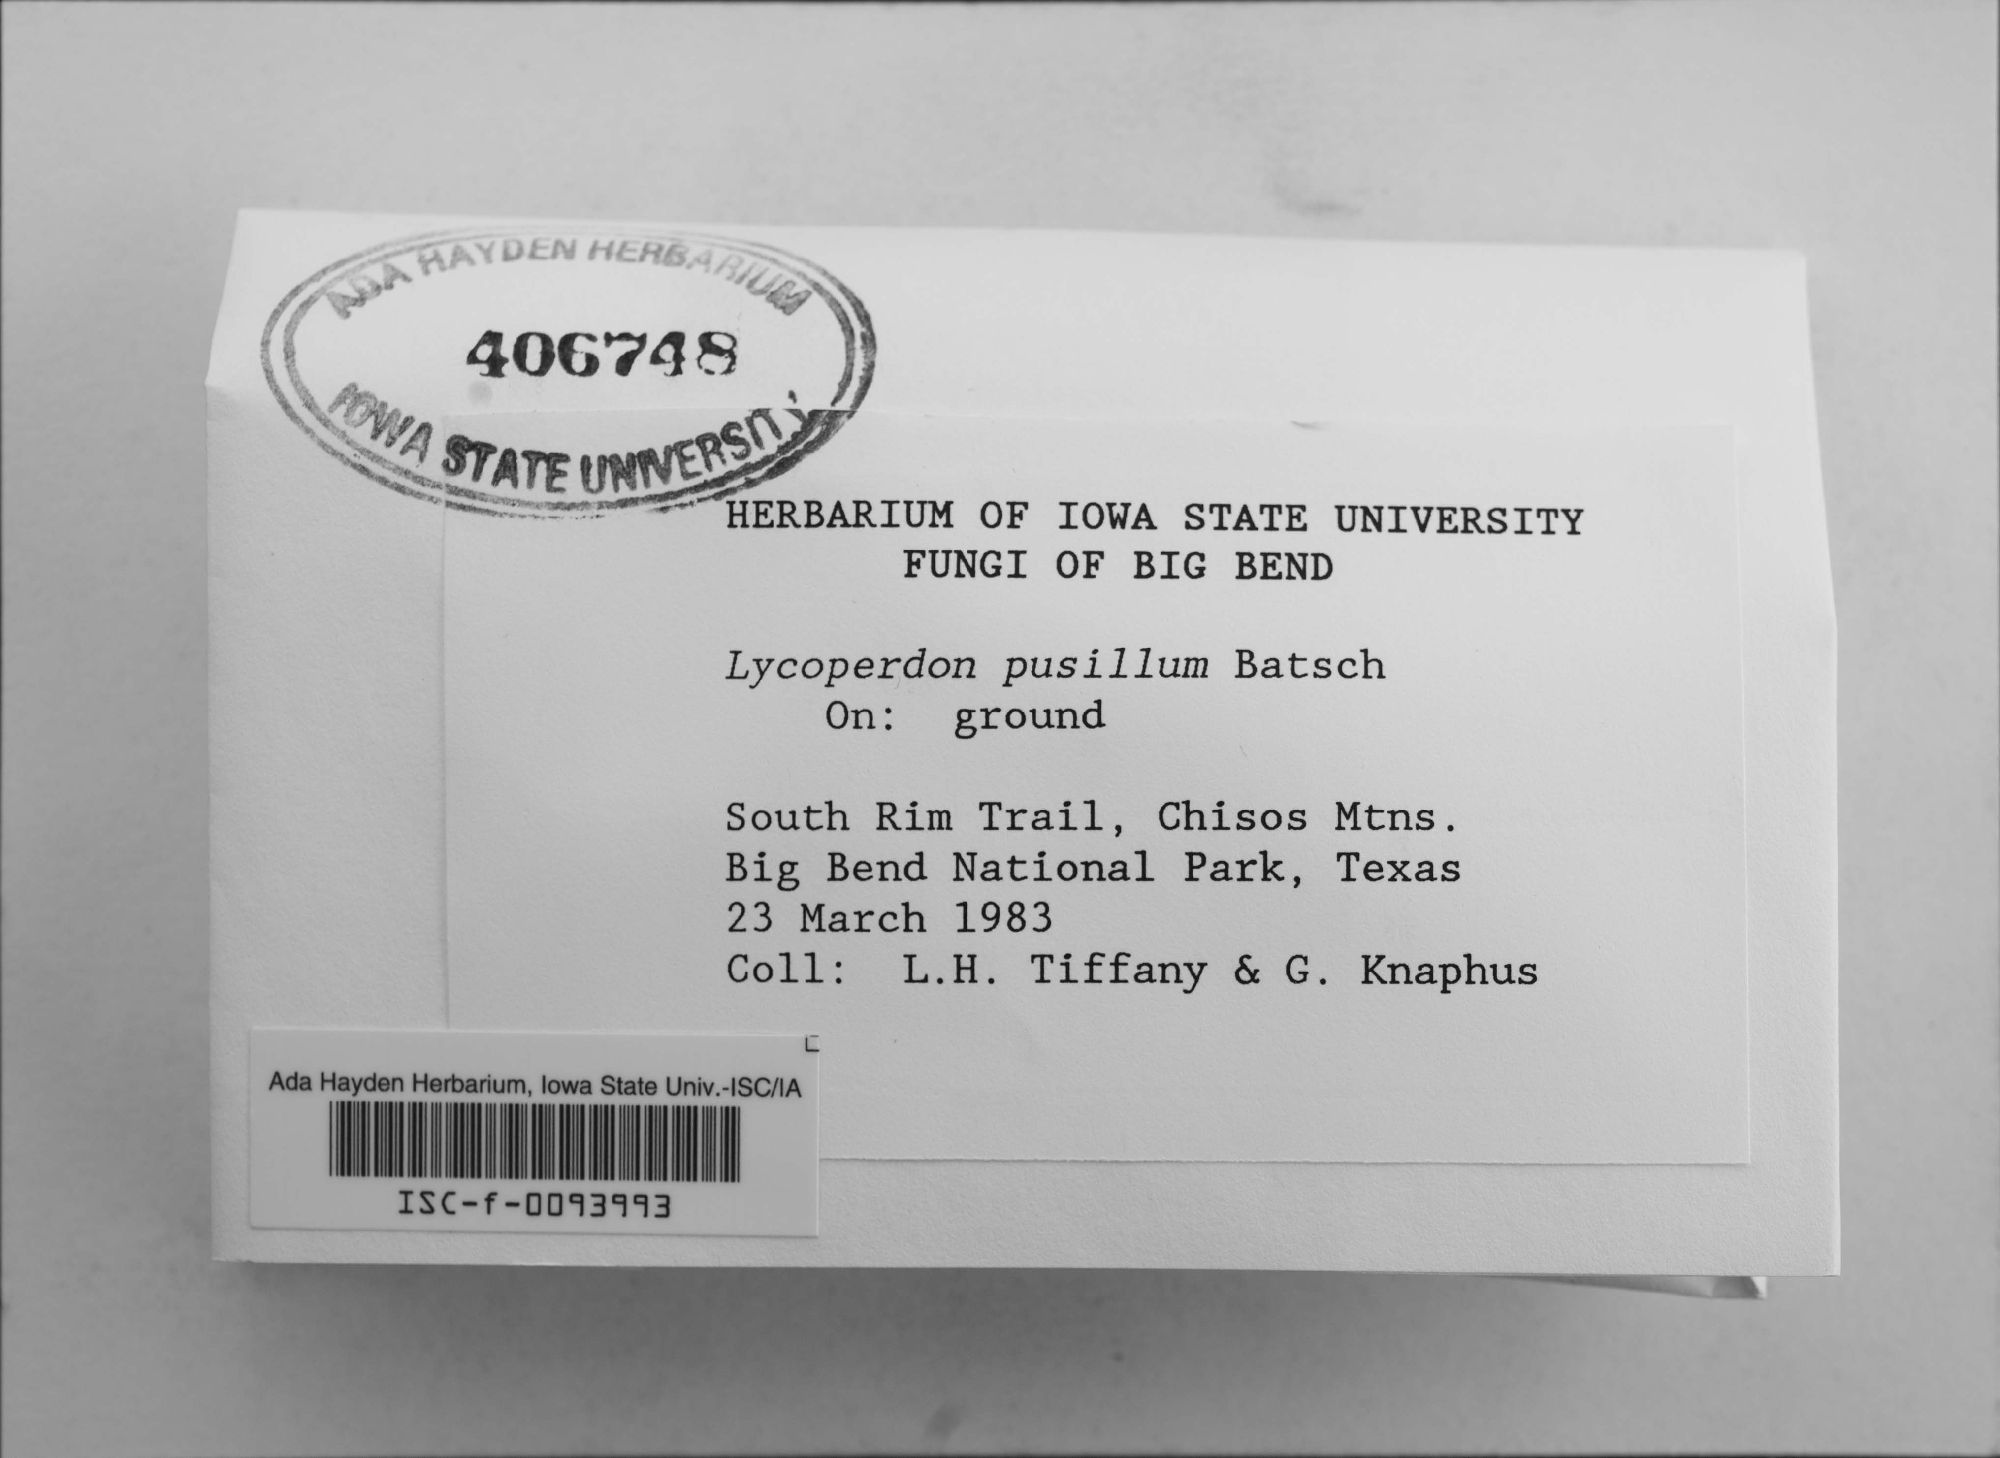 ADA HAYDEN HERBARIUM
406748
IOWA STATE UNIVERSITY
HERBARIUM OF IOWA STATE UNIVERSITY
FUNGI OF BIG BEND
Lycoperdon pusillum Batsch
On: ground
South Rim Trail, Chisos Mtns.
Big Bend National Park, Texas
23 March 1983
Coll: L.H. Tiffany & G. Knaphus
Ada Hayden Herbarium, Iowa State Univ.-ISC/IA
ISC-f-0093993